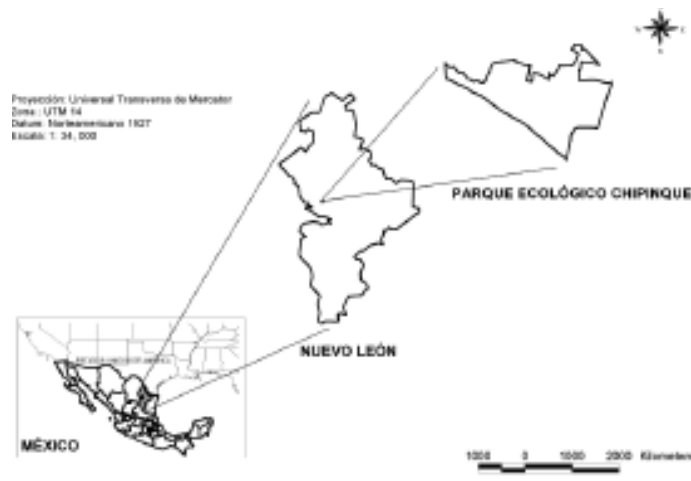 Proyección: Universal Transversa de Mercator
Zona : UTM 14
Datum: Norteamericano 1927
Escala: 1: 34, 000
PARQUE ECOLÓGICO CHIPINQUE
NUEVO LEÓN
MÉXICO
1000 0 1000 2000 Kilometers